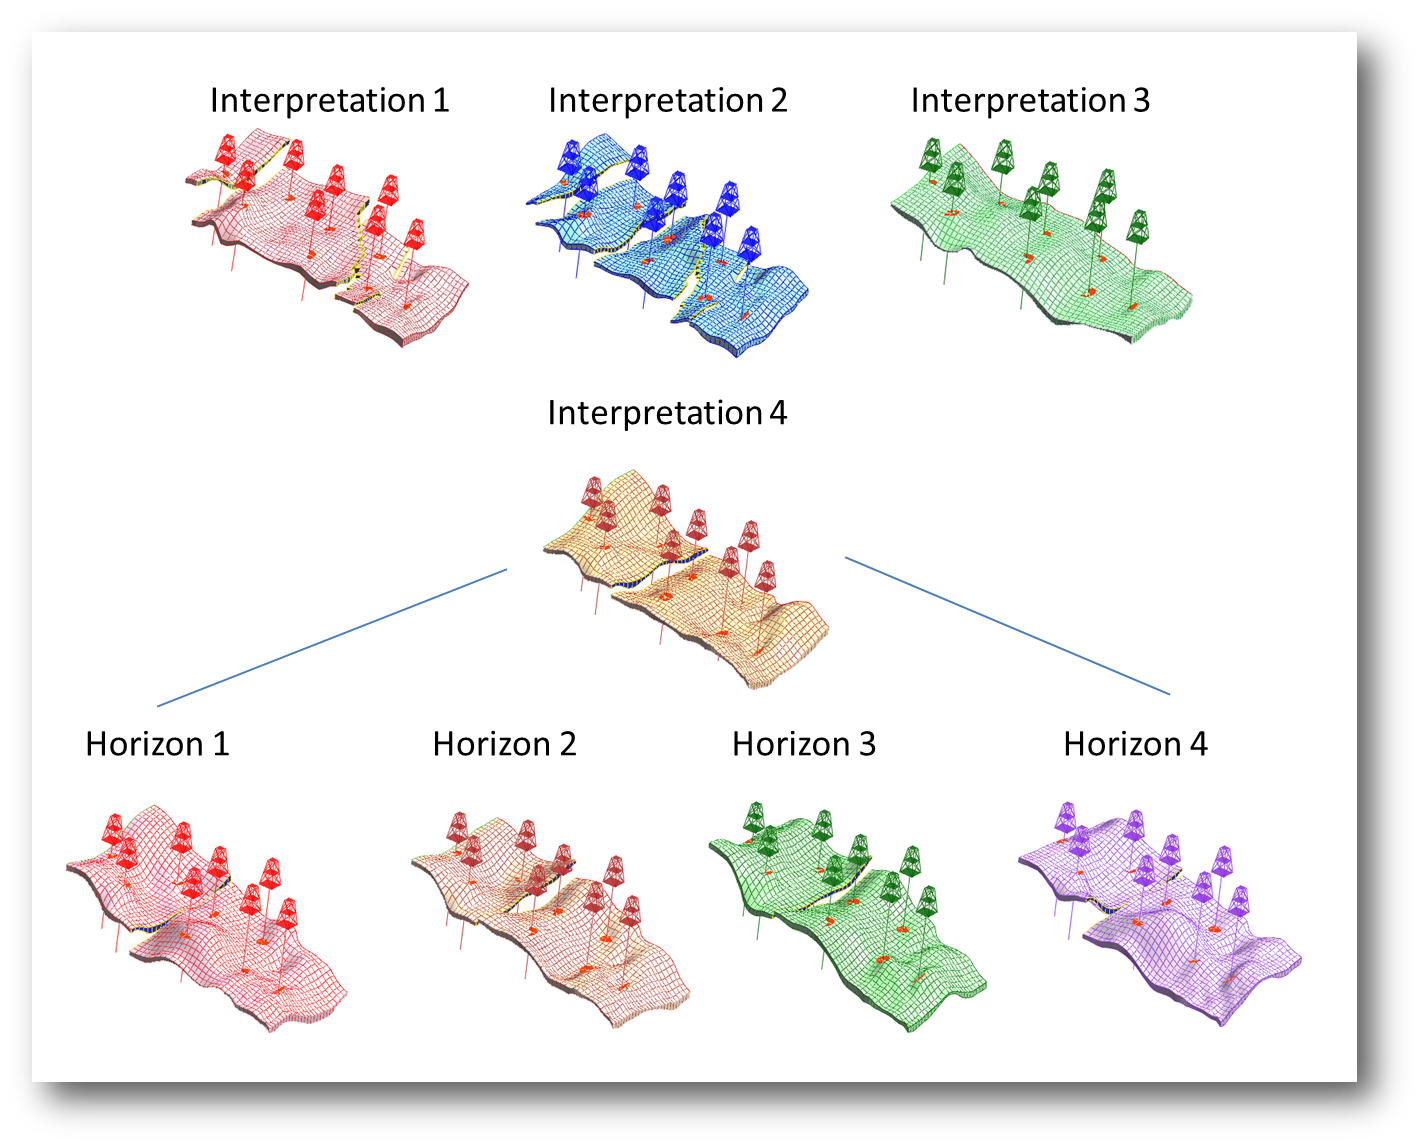 Interpretation 1
Interpretation 2
Interpretation 3
Interpretation 4
Horizon 1
Horizon 2
Horizon 3
Horizon 4